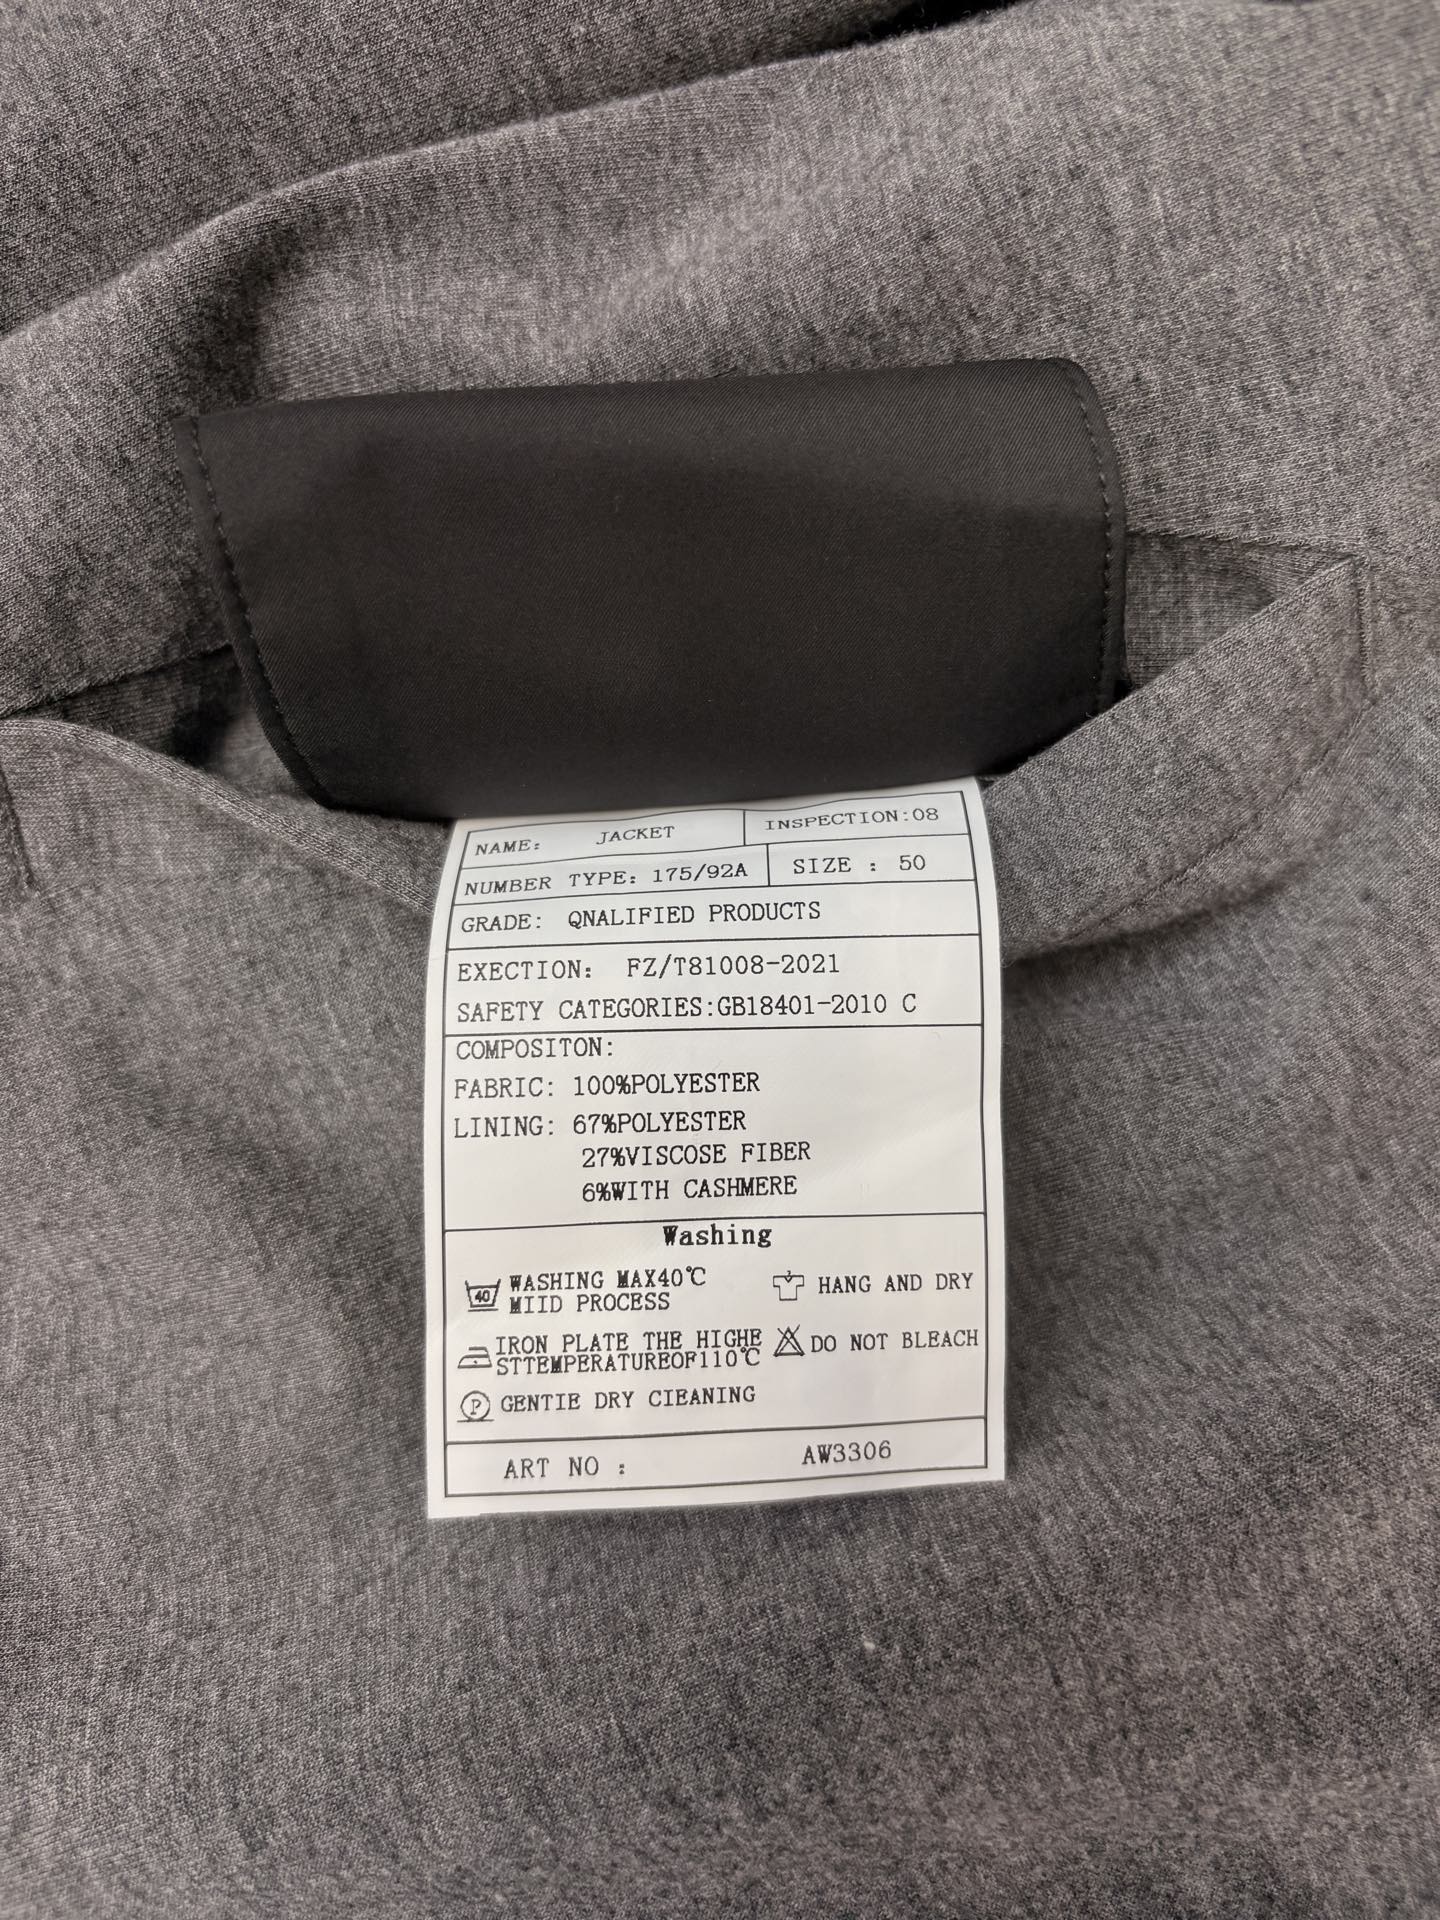 NAME: JACKET INSPECTION:08
NUMBER TYPE: 175/92A SIZE : 50
GRADE: QNALIFIED PRODUCTS
EXECTION: FZ/T81008-2021
SAFETY CATEGORIES:GB18401-2010 C
COMPOSITON:
FABRIC: 100%POLYESTER
LINING: 67%POLYESTER
27%VISCOSE FIBER
6%WITH CASHMERE
Washing
40 WASHING MAX40℃
MIID PROCESS
HANG AND DRY
IRON PLATE THE HIGHE
STTEMPERATUREOF110℃
DO NOT BLEACH
P GENTIE DRY CIEANING
ART NO : AW3306